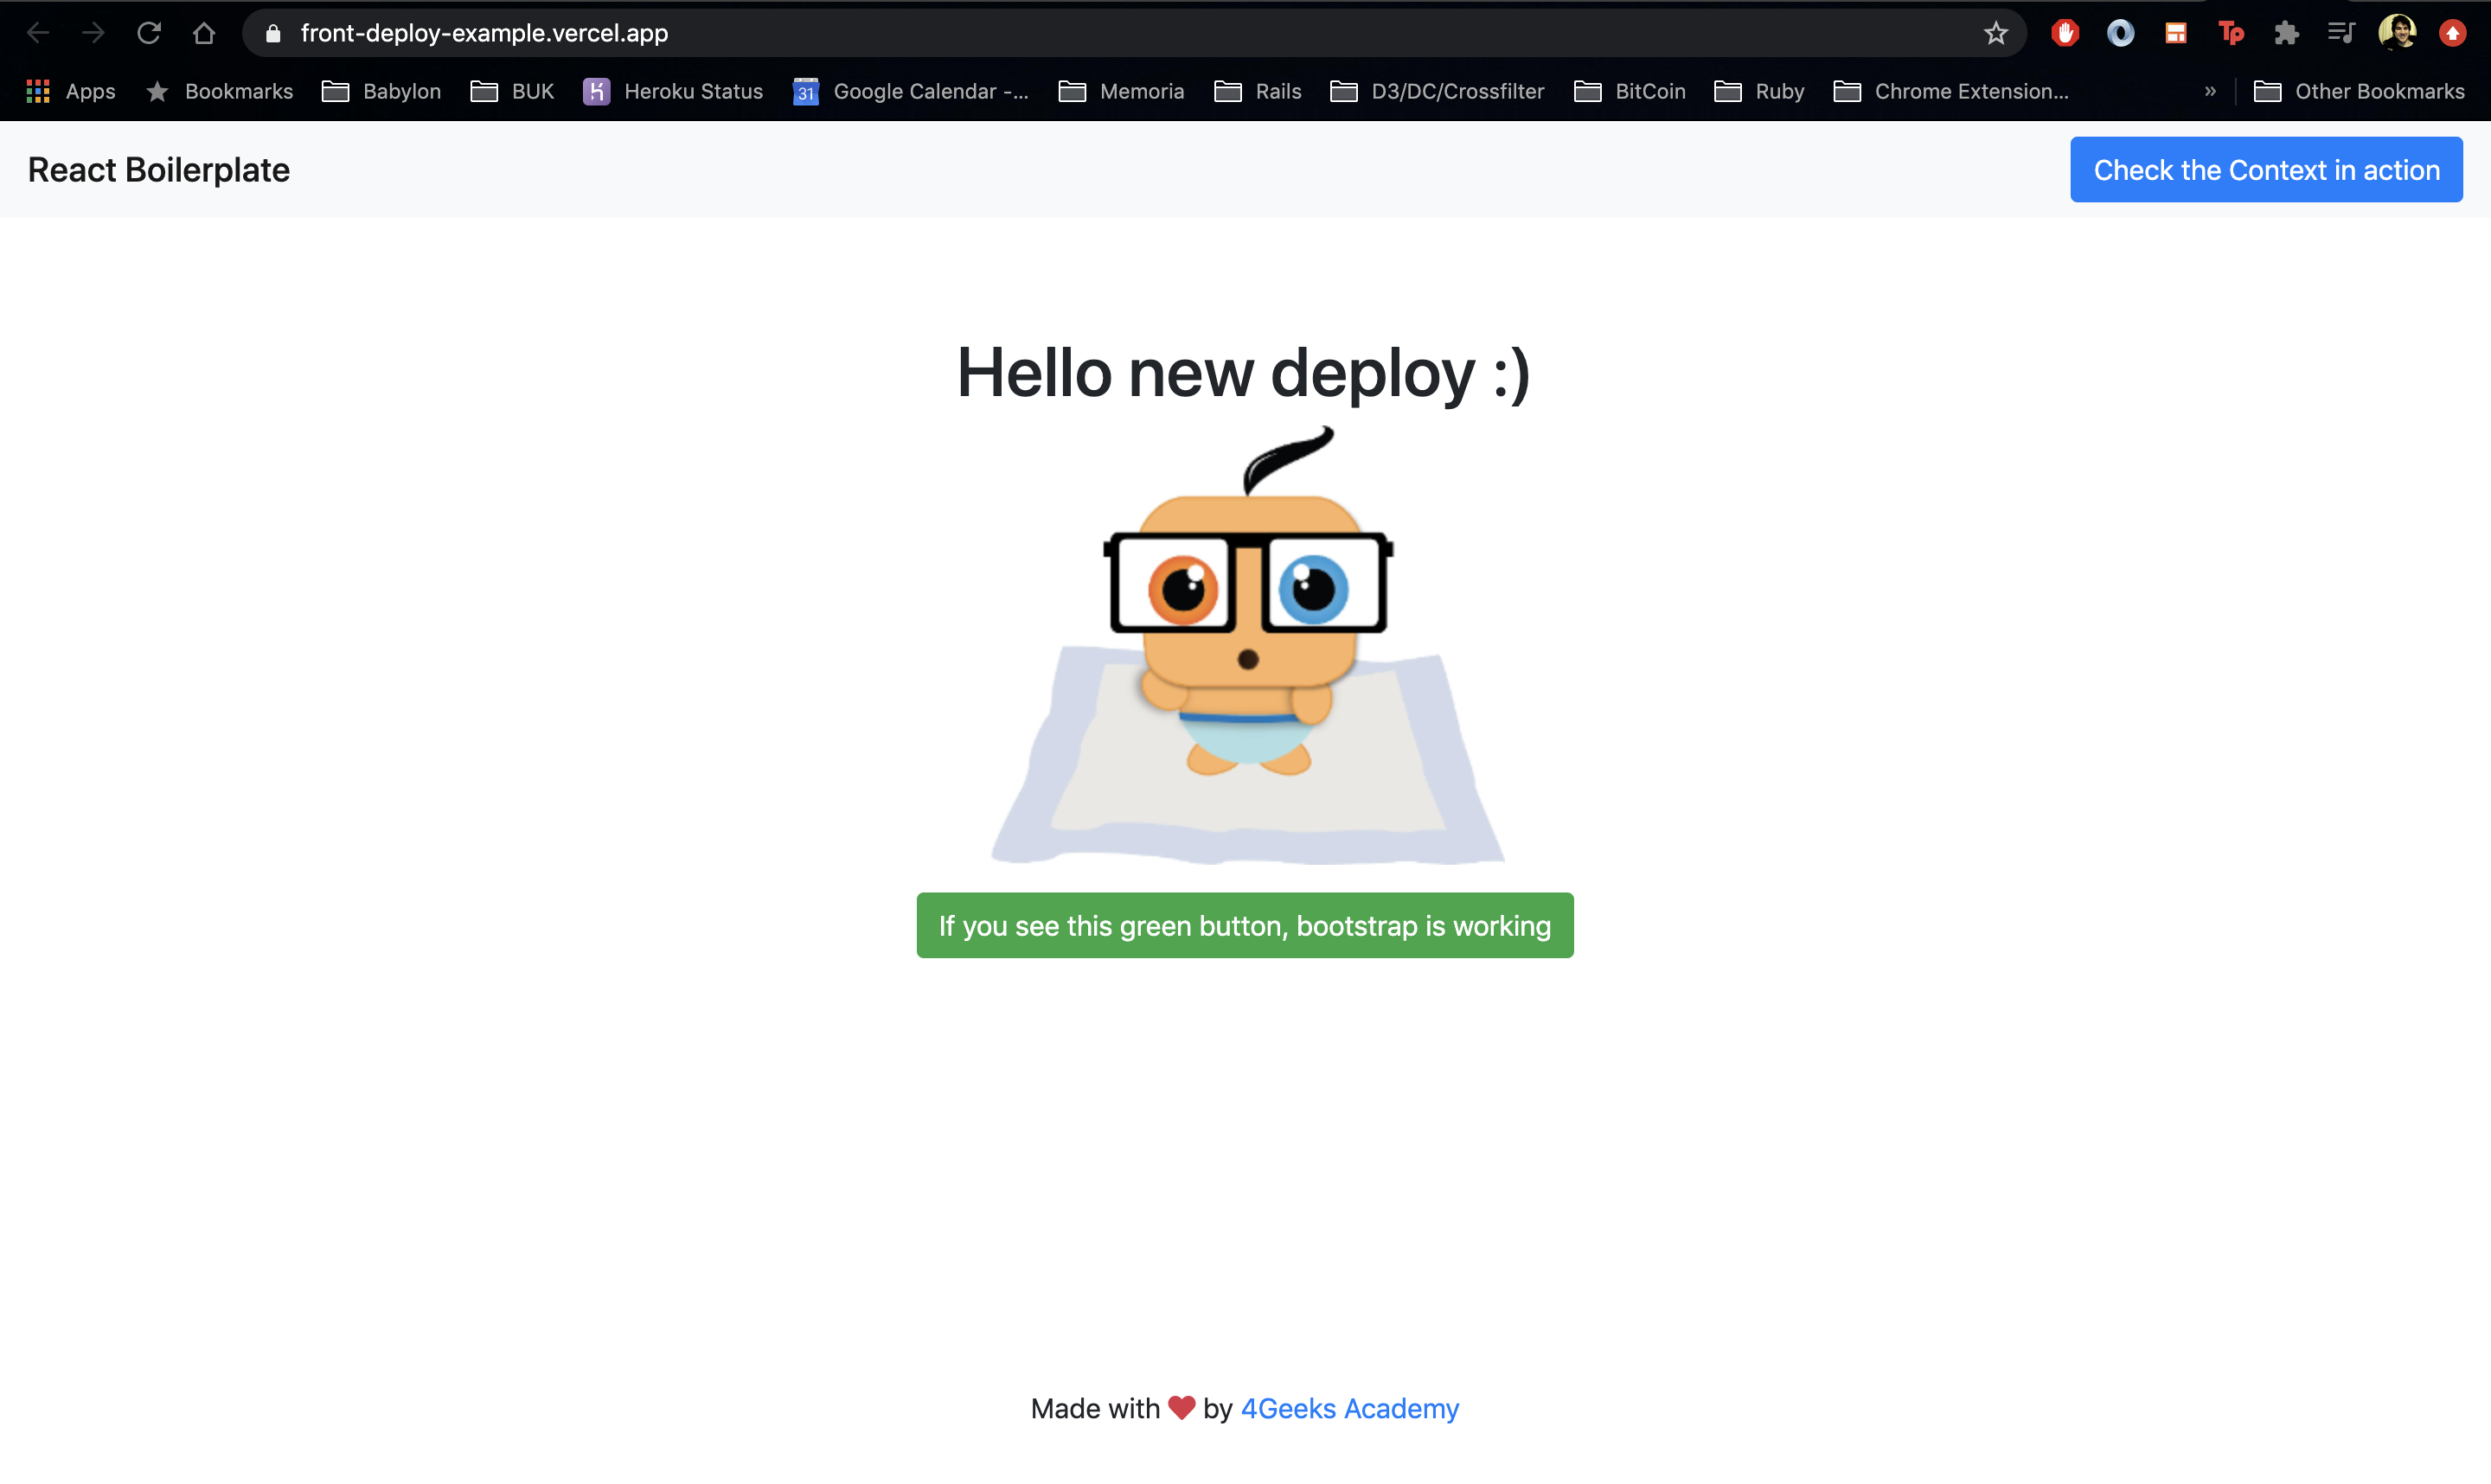 front-deploy-example.vercel.app
Tp
Apps Bookmarks Babylon BUK Heroku Status 31 Google Calendar -... Memoria Rails D3/DC/Crossfilter BitCoin Ruby Chrome Extension... » Other Bookmarks
React Boilerplate Check the Context in action
Hello new deploy :)
If you see this green button, bootstrap is working
Made with ❤ by 4Geeks Academy